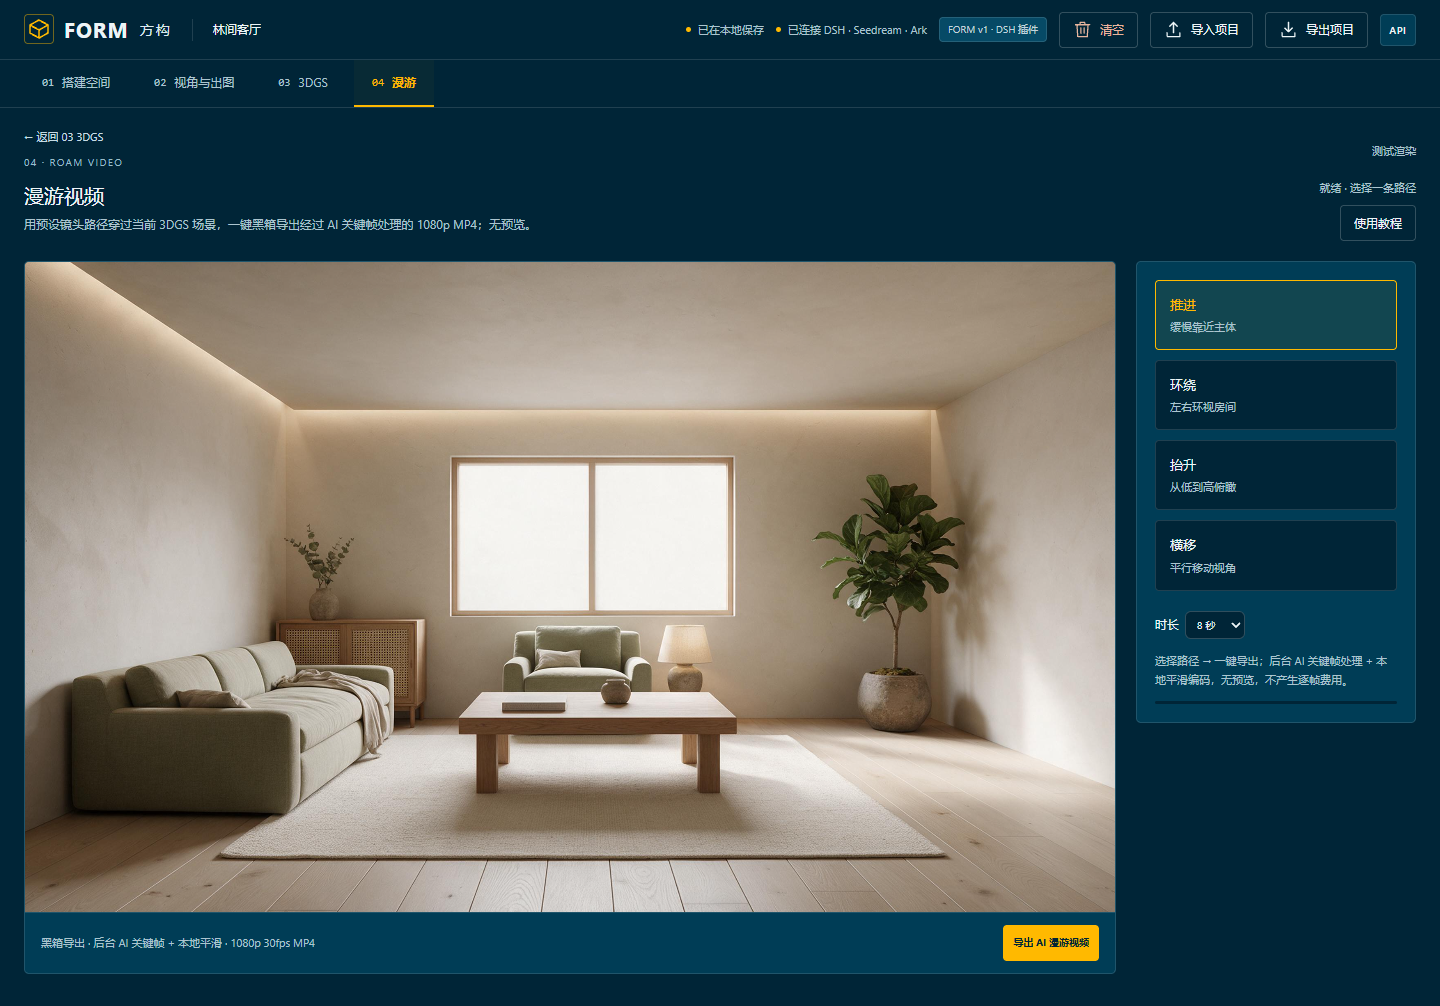 FORM 方构 林间客厅
已在本地保存 已连接 DSH · Seedream · Ark FORM v1 · DSH 插件 清空 导入项目 导出项目 API
01 搭建空间 02 视角与出图 03 3DGS 04 漫游
← 返回 03 3DGS
04 · ROAM VIDEO
漫游视频
用预设镜头路径穿过当前 3DGS 场景，一键黑箱导出经过 AI 关键帧处理的 1080p MP4；无预览。
测试渲染
就绪 · 选择一条路径
使用教程
推进
缓慢靠近主体
环绕
左右环视房间
抬升
从低到高俯瞰
横移
平行移动视角
时长 8 秒
选择路径 → 一键导出；后台 AI 关键帧处理 + 本
地平滑编码，无预览，不产生逐帧费用。
黑箱导出 · 后台 AI 关键帧 + 本地平滑 · 1080p 30fps MP4
导出 AI 漫游视频